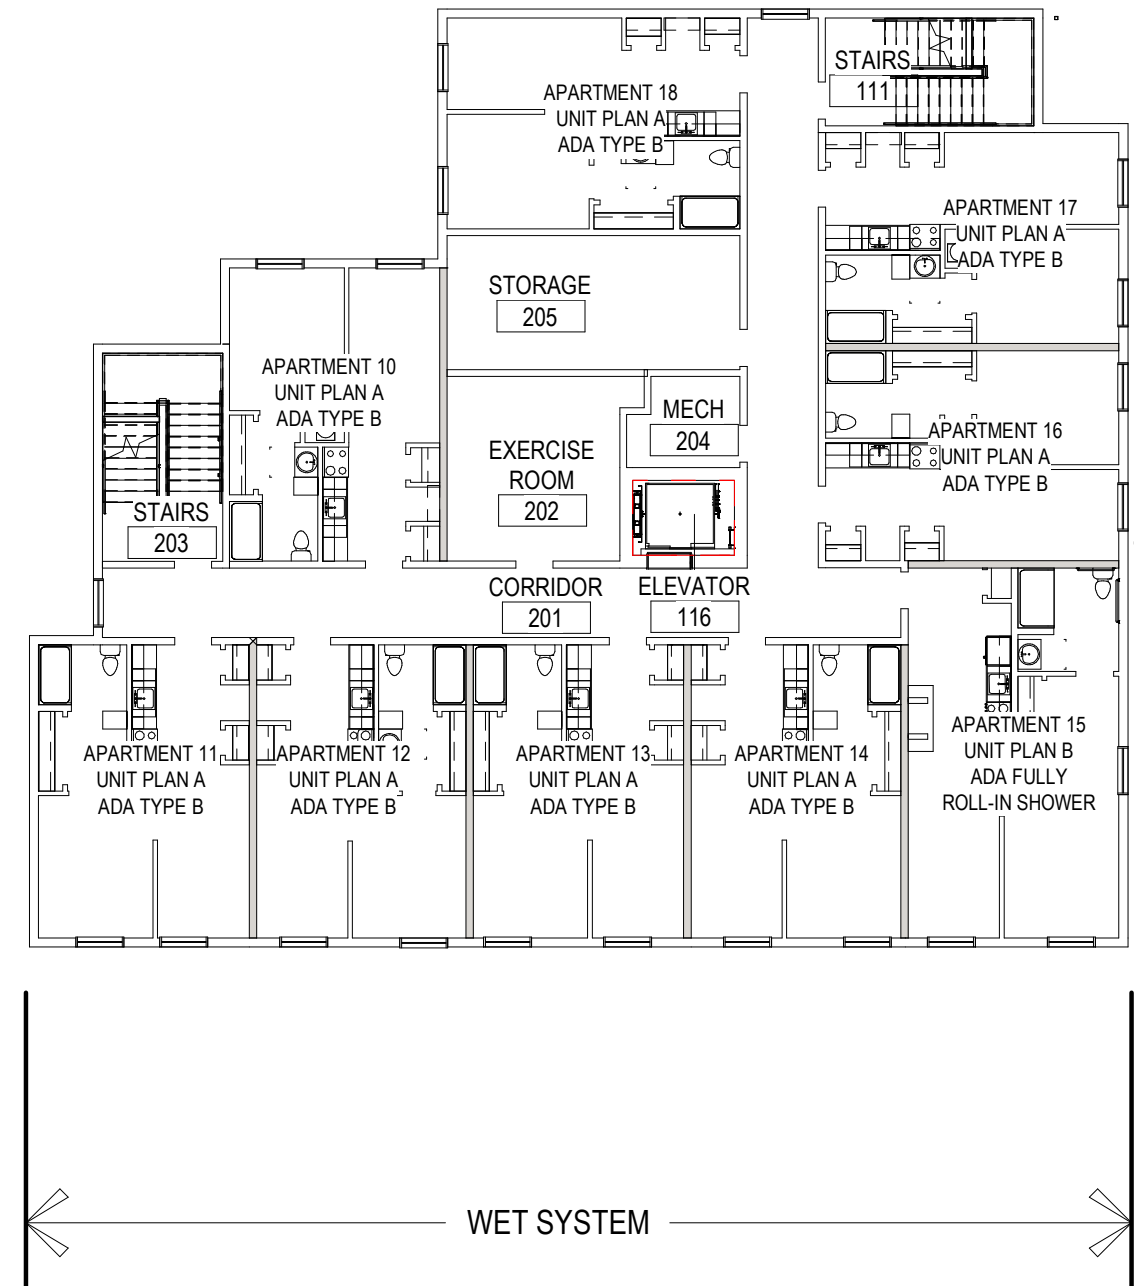 STAIRS
111
APARTMENT 18
UNIT PLAN A
ADA TYPE B
APARTMENT 17
UNIT PLAN A
ADA TYPE B
STORAGE
205
APARTMENT 10
UNIT PLAN A
ADA TYPE B
MECH
204
APARTMENT 16
UNIT PLAN A
ADA TYPE B
EXERCISE
ROOM
202
STAIRS
203
CORRIDOR
201
ELEVATOR
116
APARTMENT 11
UNIT PLAN A
ADA TYPE B
APARTMENT 12
UNIT PLAN A
ADA TYPE B
APARTMENT 13
UNIT PLAN A
ADA TYPE B
APARTMENT 14
UNIT PLAN A
ADA TYPE B
APARTMENT 15
UNIT PLAN B
ADA FULLY
ROLL-IN SHOWER
WET SYSTEM